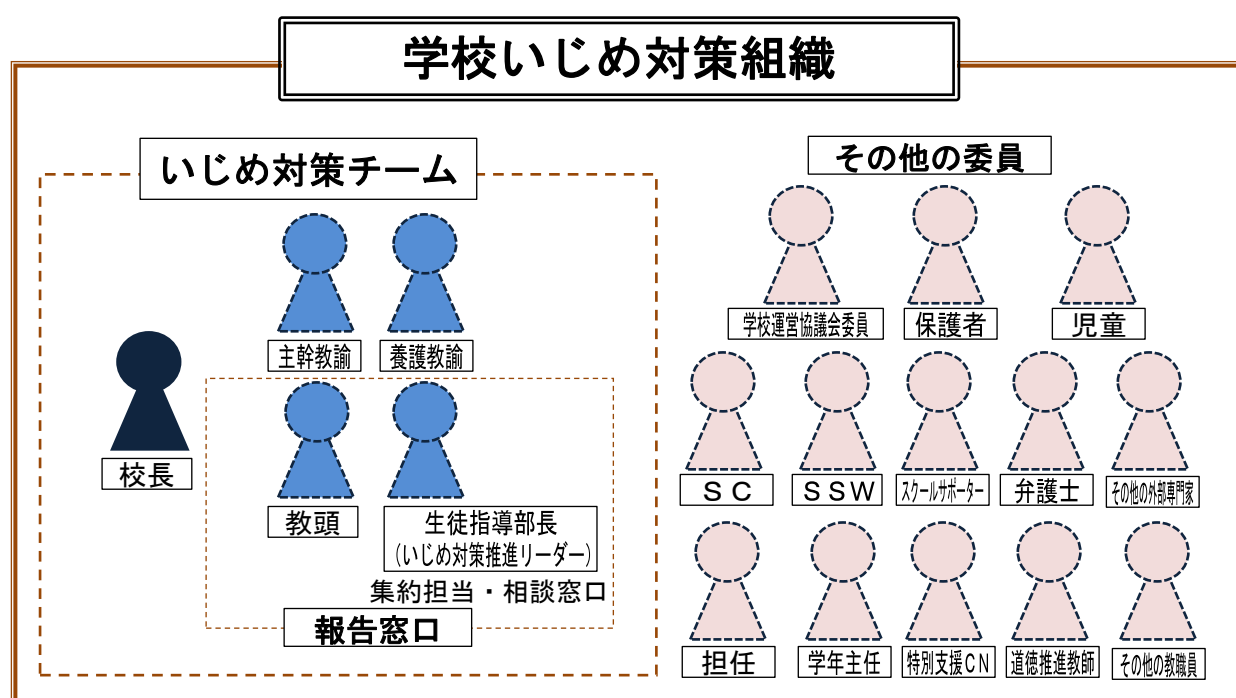 学校いじめ対策組織
いじめ対策チーム
主幹教諭
養護教諭
校長
教頭
生徒指導部長
（いじめ対策推進リーダー）
集約担当・相談窓口
報告窓口
その他の委員
学校運営協議会委員
保護者
児童
ＳＣ
ＳＳＷ
スクールサポーター
弁護士
その他の外部専門家
担任
学年主任
特別支援ＣＮ
道徳推進教師
その他の教職員